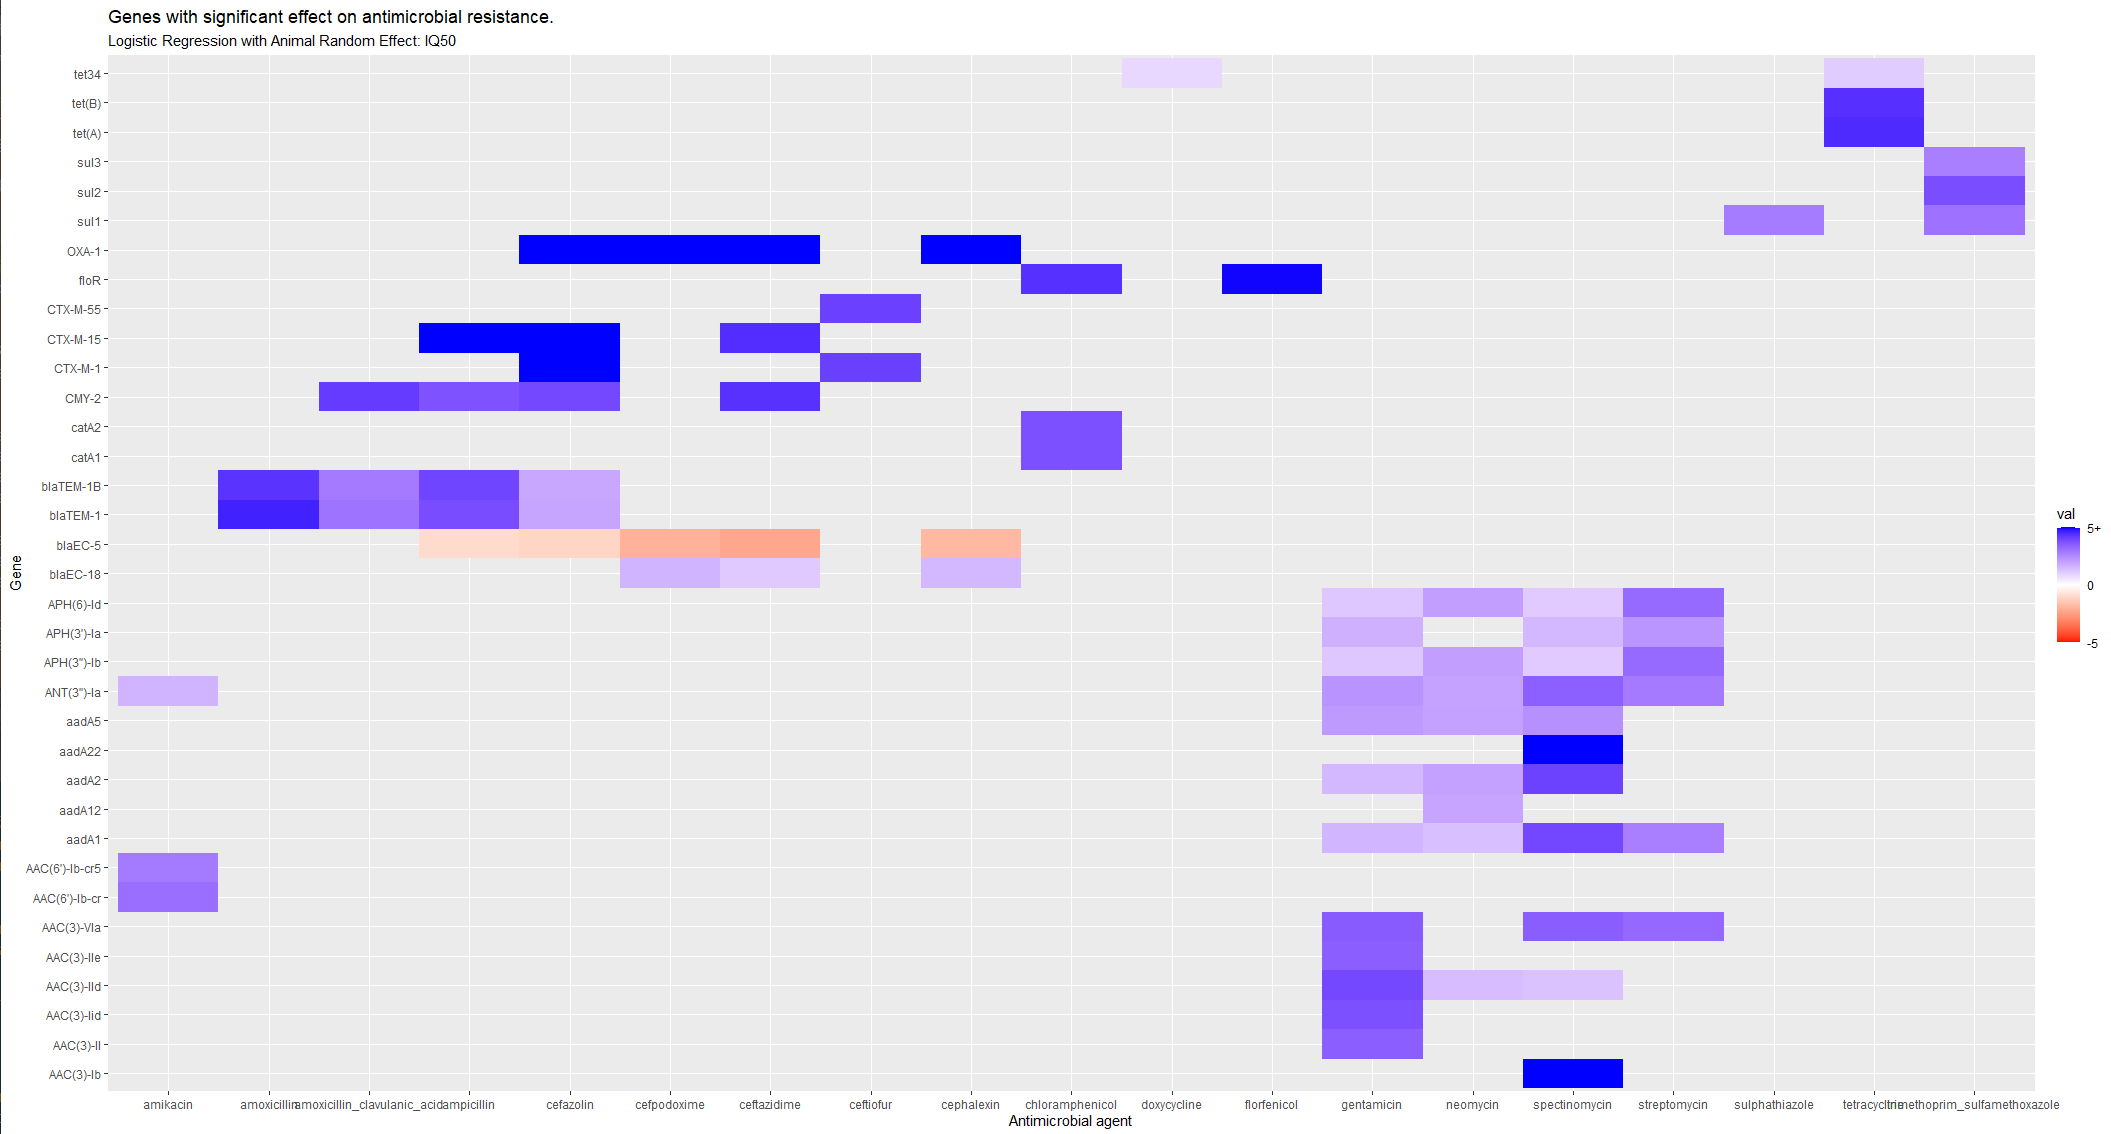 Genes with significant effect on antimicrobial resistance.
Logistic Regression with Animal Random Effect: IQ50
Gene
tet34
tet(B)
tet(A)
sul3
sul2
sul1
OXA-1
floR
CTX-M-55
CTX-M-15
CTX-M-1
CMY-2
catA2
catA1
blaTEM-1B
blaTEM-1
blaEC-5
blaEC-18
APH(6)-Id
APH(3')-Ia
APH(3'')-Ib
ANT(3'')-Ia
aadA5
aadA22
aadA2
aadA12
aadA1
AAC(6')-Ib-cr5
AAC(6')-Ib-cr
AAC(3)-VIa
AAC(3)-IIe
AAC(3)-IId
AAC(3)-Iid
AAC(3)-II
AAC(3)-Ib
amikacin amoxicillin amoxicillin_clavulanic_acid ampicillin cefazolin cefpodoxime ceftazidime ceftiofur cephalexin chloramphenicol doxycycline florfenicol gentamicin neomycin spectinomycin streptomycin sulphathiazole tetracycline trimethoprim_sulfamethoxazole
Antimicrobial agent
val
5+
0
-5